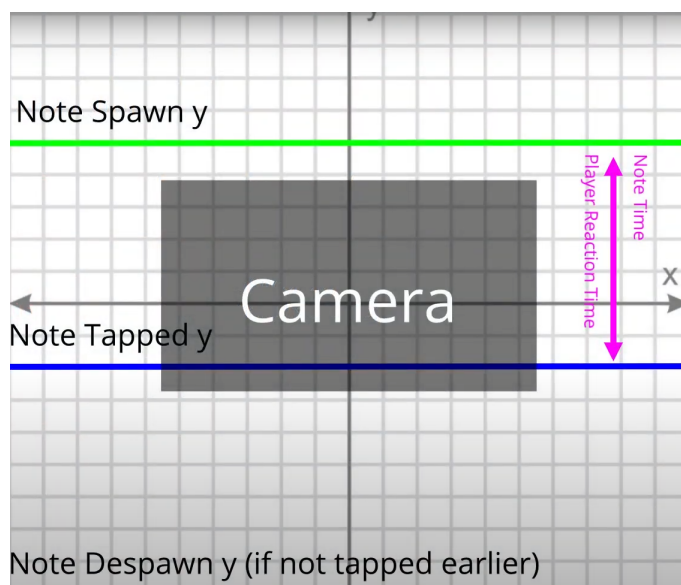 y
Note Spawn y
Note Time
Player Reaction Time
x
Camera
Note Tapped y
Note Despawn y (if not tapped earlier)